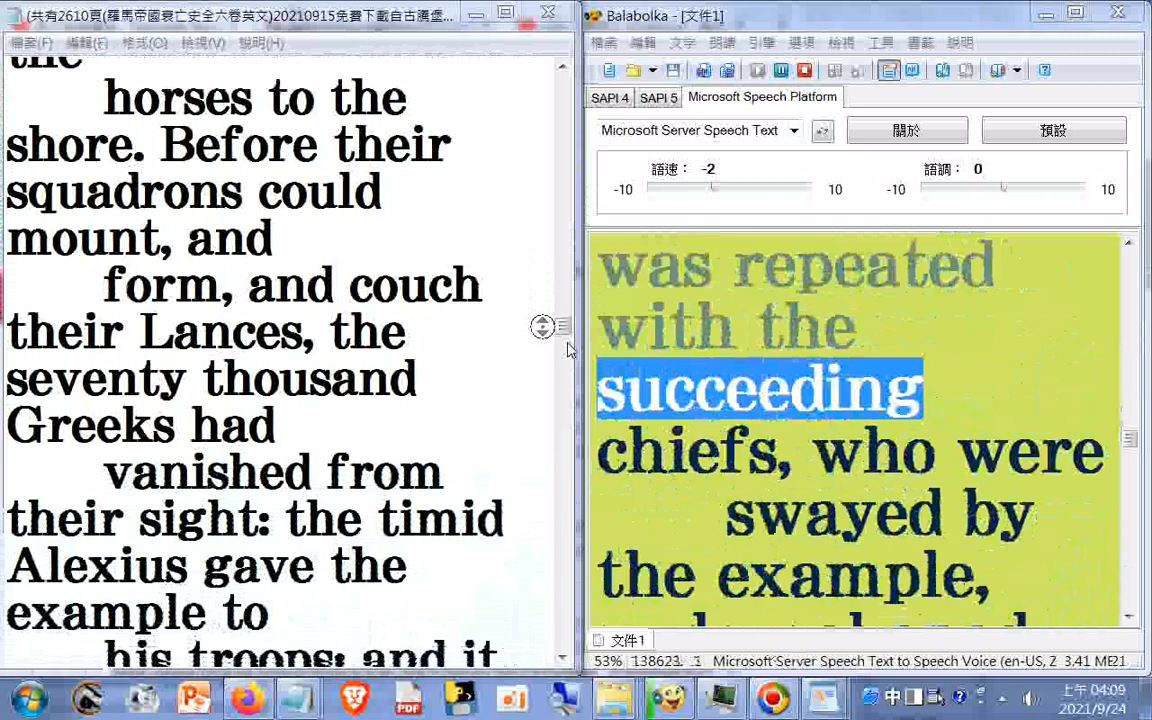 (共有2610頁(羅馬帝國衰亡史全六卷英文)20210915免費下載自古騰堡...
檔案(F) 編輯(E) 格式(O) 檢視(V) 說明(H)
the
horses to the
shore. Before their
squadrons could
mount, and
form, and couch
their Lances, the
seventy thousand
Greeks had
vanished from
their sight: the timid
Alexius gave the
example to
his troops; and it
Balabolka - [文件1]
檔案 編輯 文字 朗讀 引擎 選項 檢視 工具 書籤 說明
SAPI 4 SAPI 5 Microsoft Speech Platform
Microsoft Server Speech Text
關於
預設
語速： -2
語調： 0
-10 10 -10 10
was repeated
with the
succeeding
chiefs, who were
swayed by
the example,
文件1
53% 138623. 1 Microsoft Server Speech Text to Speech Voice (en-US, Z 3.41 ME21
PDF
中
上午 04:09
2021/9/24